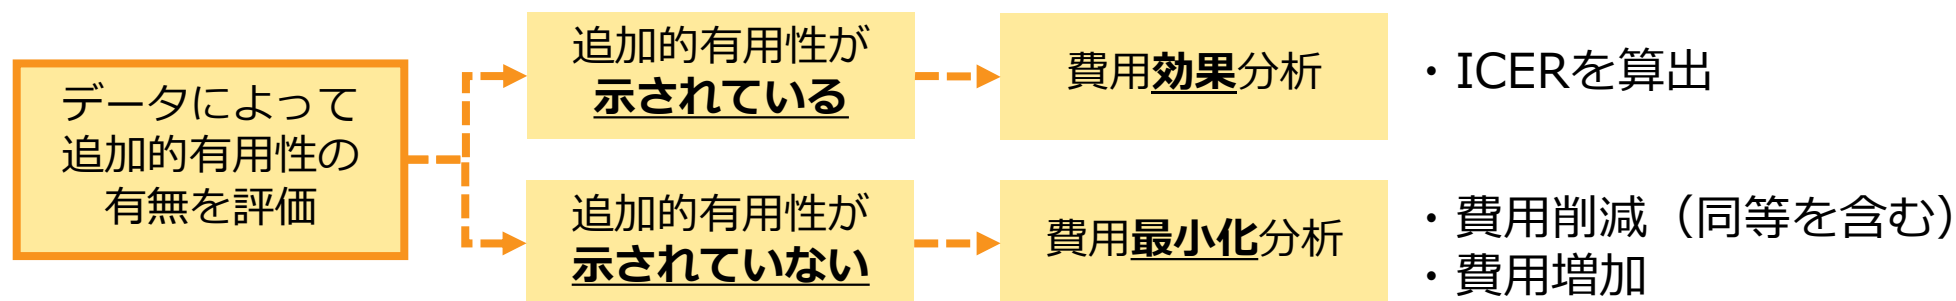 データによって
追加的有用性の
有無を評価
追加的有用性が
示されている
費用効果分析
・ICERを算出
追加的有用性が
示されていない
費用最小化分析
・費用削減（同等を含む）
・費用増加